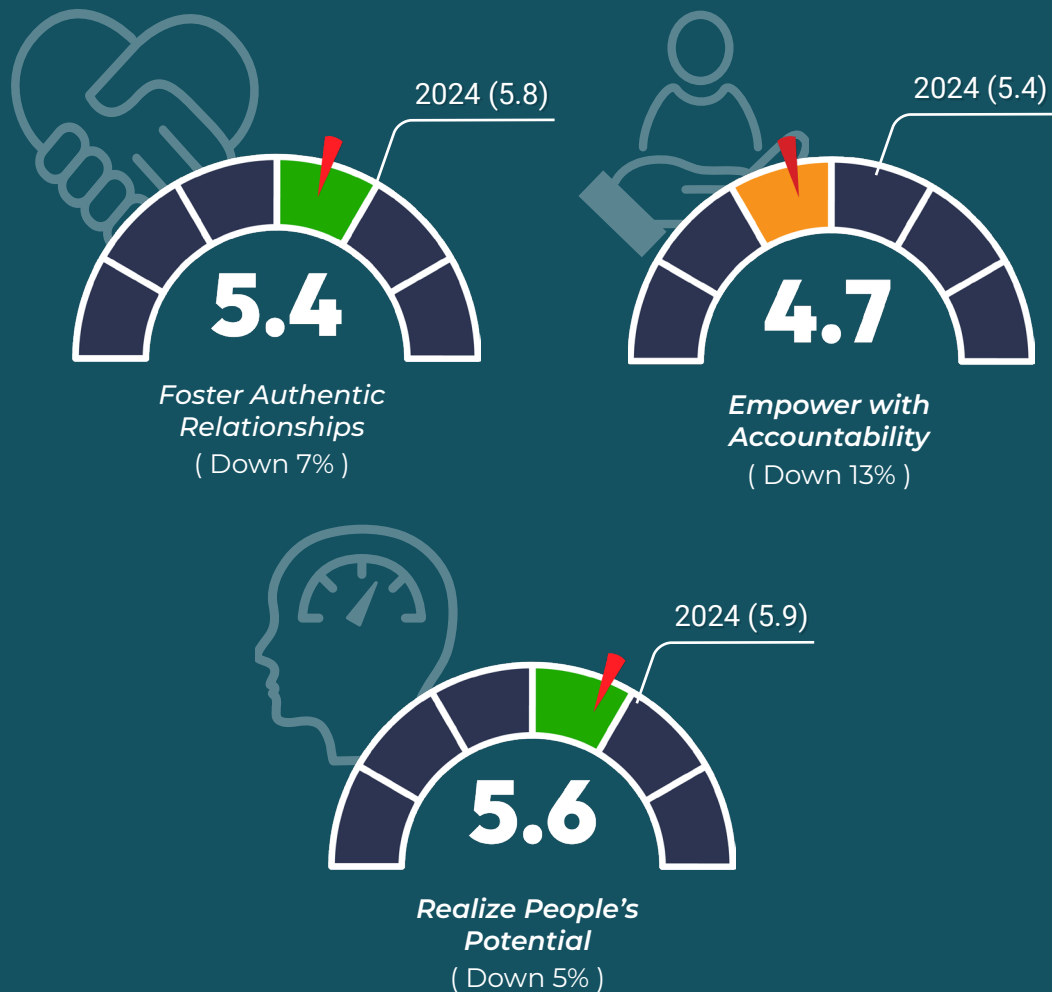 2024 (5.8)
5.4
Foster Authentic
Relationships
( Down 7% )
2024 (5.4)
4.7
Empower with
Accountability
( Down 13% )
2024 (5.9)
5.6
Realize People’s
Potential
( Down 5% )